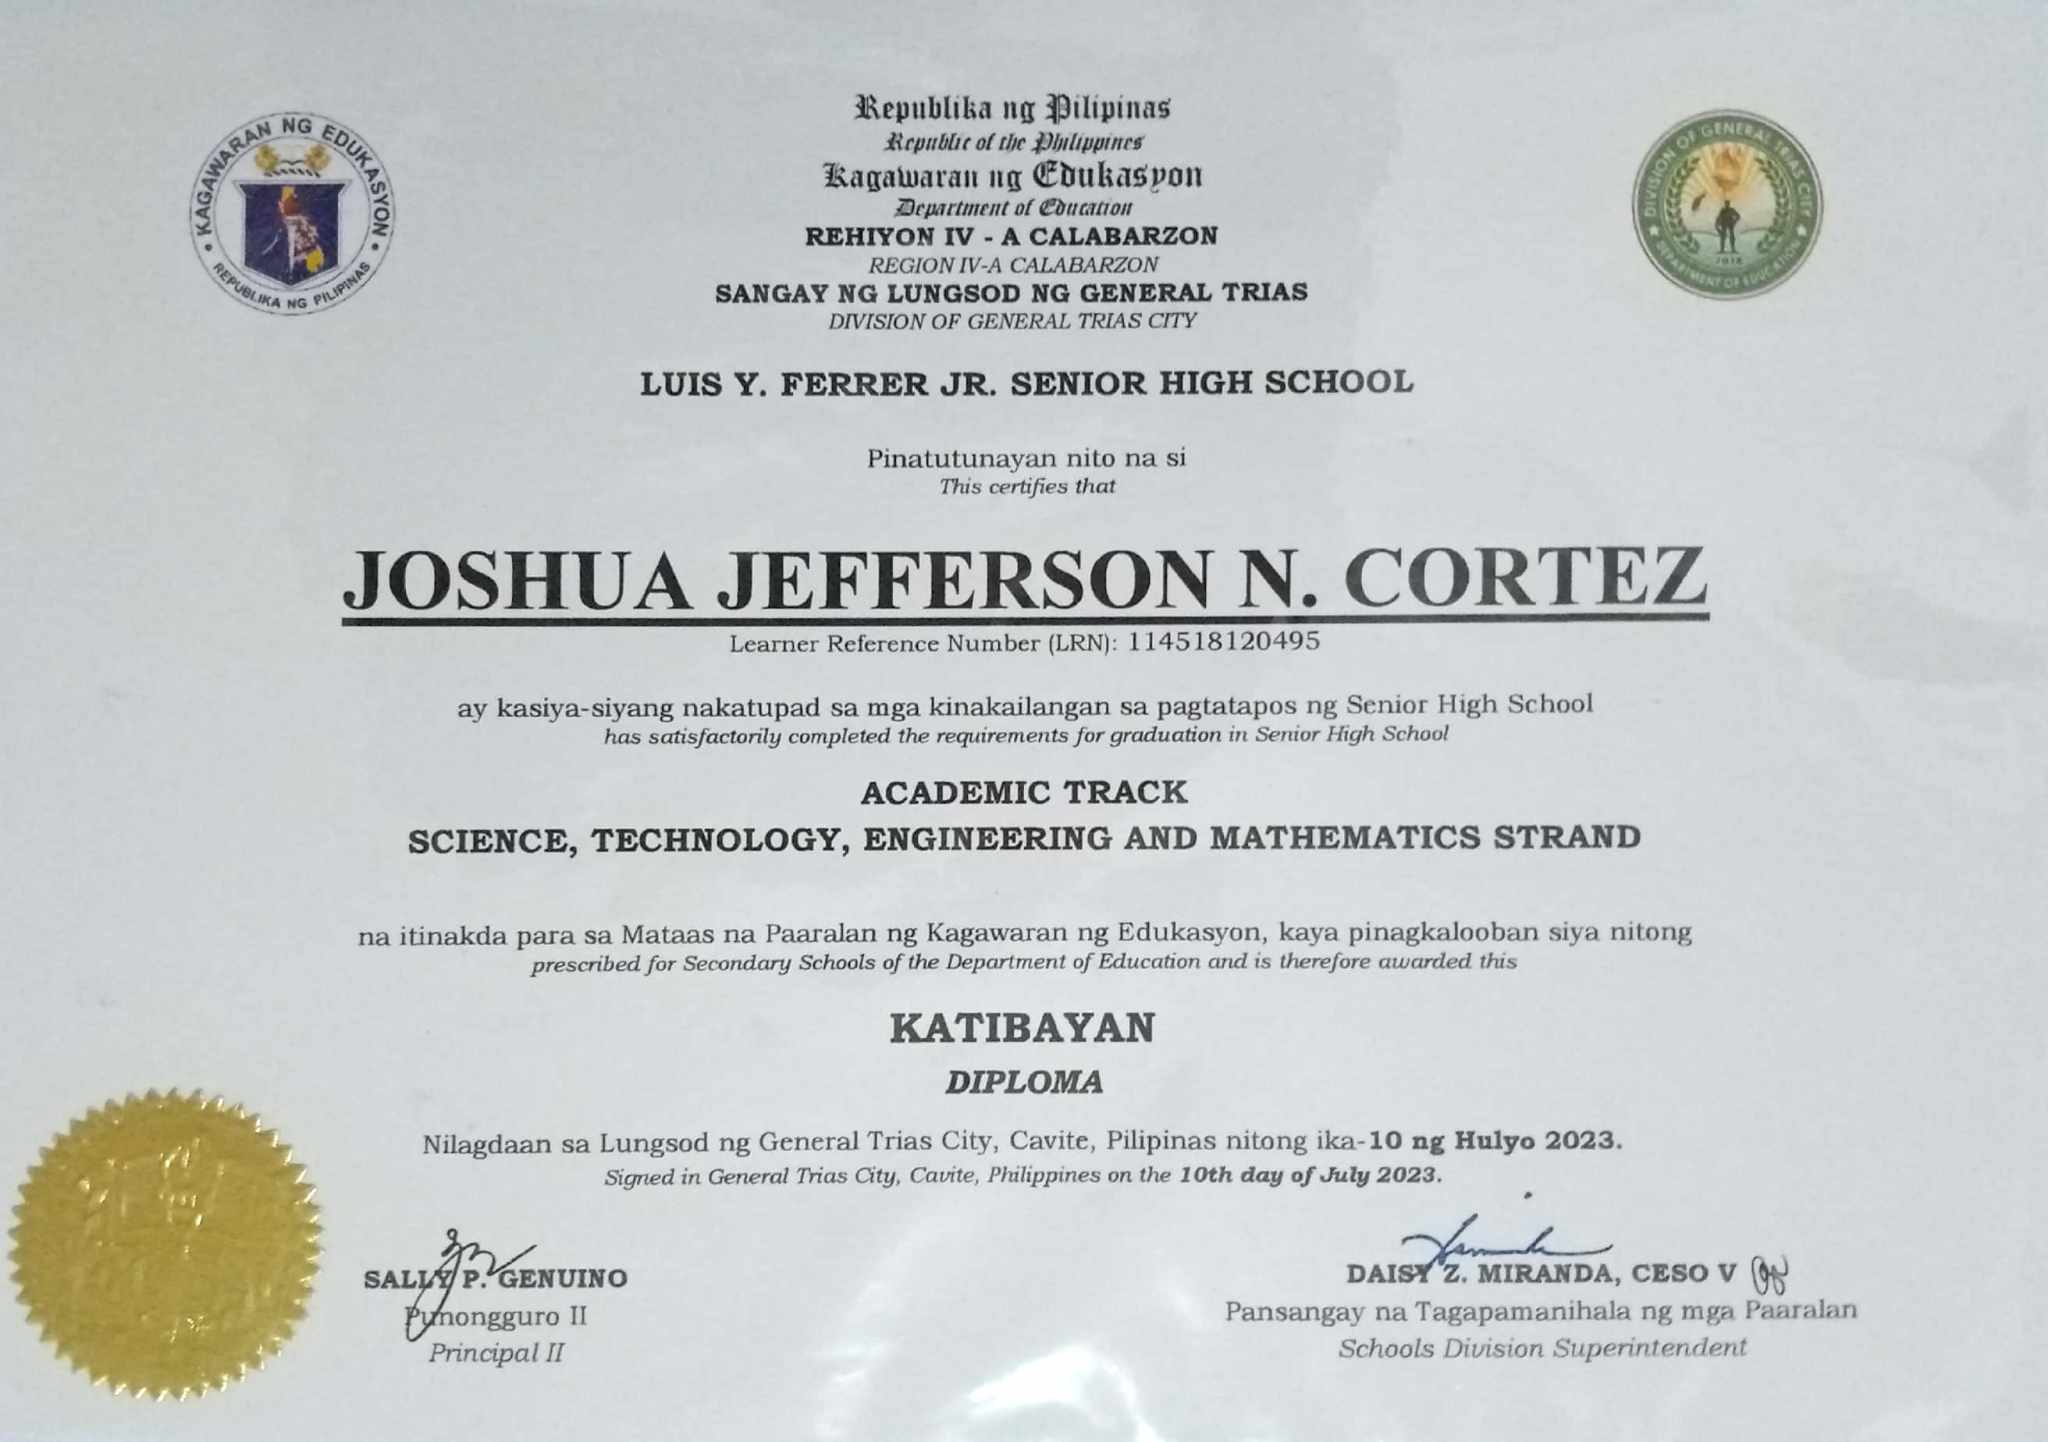 Republika ng Pilipinas
Republic of the Philippines
Kagawaran ng Edukasyon
Department of Education
REHIYON IV - A CALABARZON
REGION IV-A CALABARZON
SANGAY NG LUNGSOD NG GENERAL TRIAS
DIVISION OF GENERAL TRIAS CITY
KAGAWARAN NG EDUKASYON
REPUBLIKA NG PILIPINAS
DIVISION OF GENERAL TRIAS CITY
2018
DEPARTMENT OF EDUCATION
LUIS Y. FERRER JR. SENIOR HIGH SCHOOL
Pinatutunayan nito na si
This certifies that
JOSHUA JEFFERSON N. CORTEZ
Learner Reference Number (LRN): 114518120495
ay kasiya-siyang nakatupad sa mga kinakailangan sa pagtatapos ng Senior High School
has satisfactorily completed the requirements for graduation in Senior High School
ACADEMIC TRACK
SCIENCE, TECHNOLOGY, ENGINEERING AND MATHEMATICS STRAND
na itinakda para sa Mataas na Paaralan ng Kagawaran ng Edukasyon, kaya pinagkalooban siya nitong
prescribed for Secondary Schools of the Department of Education and is therefore awarded this
KATIBAYAN
DIPLOMA
Nilagdaan sa Lungsod ng General Trias City, Cavite, Pilipinas nitong ika-10 ng Hulyo 2023.
Signed in General Trias City, Cavite, Philippines on the 10th day of July 2023.
SALLY P. GENUINO
Punongguro II
Principal II
DAISY Z. MIRANDA, CESO V
Pansangay na Tagapamanihala ng mga Paaralan
Schools Division Superintendent